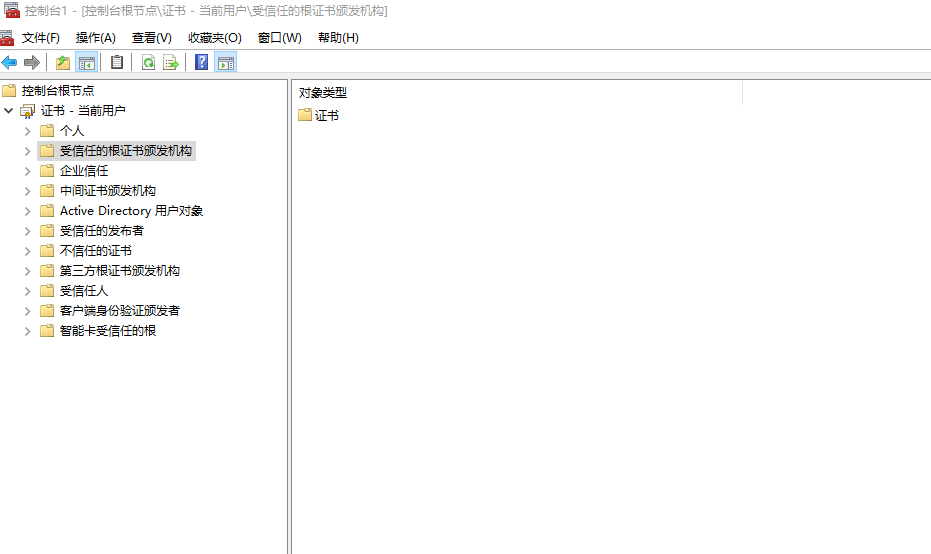 控制台1 - [控制台根节点\证书 - 当前用户\受信任的根证书颁发机构]
文件(F) 操作(A) 查看(V) 收藏夹(O) 窗口(W) 帮助(H)
控制台根节点
证书 - 当前用户
个人
受信任的根证书颁发机构
企业信任
中间证书颁发机构
Active Directory 用户对象
受信任的发布者
不信任的证书
第三方根证书颁发机构
受信任人
客户端身份验证颁发者
智能卡受信任的根
对象类型
证书